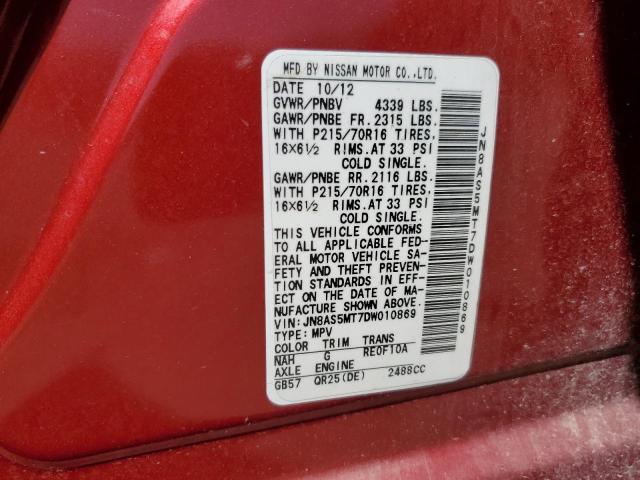 MFD BY NISSAN MOTOR CO.,LTD.
DATE 10/12
GVWR/PNBV 4339 LBS.
GAWR/PNBE FR. 2315 LBS.
WITH P215/70R16 TIRES,
16X6½ RIMS.AT 33 PSI
COLD SINGLE.
GAWR/PNBE RR. 2116 LBS.
WITH P215/70R16 TIRES,
16X6½ RIMS.AT 33 PSI
COLD SINGLE.
THIS VEHICLE CONFORMS
TO ALL APPLICABLE FED-
ERAL MOTOR VEHICLE SA-
FETY AND THEFT PREVEN-
TION STANDARDS IN EFF-
ECT ON THE DATE OF MA-
NUFACTURE SHOWN ABOVE.
VIN: JN8AS5MT7DW010869
TYPE: MPV
COLOR TRIM TRANS
NAH G RE0F10A
AXLE ENGINE
GB57 QR25(DE) 2488CC
JN8AS5MT7DW010869